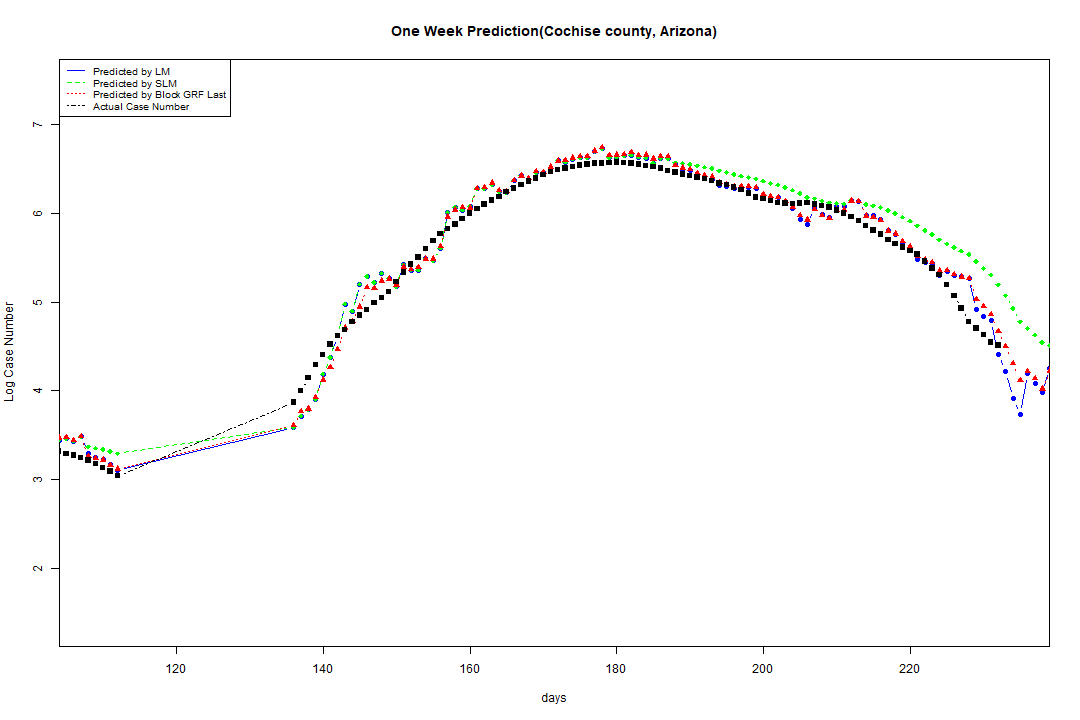 One Week Prediction(Cochise county, Arizona)
Predicted by LM
Predicted by SLM
Predicted by Block GRF Last
Actual Case Number
Log Case Number
7
6
5
4
3
2
120 140 160 180 200 220
days